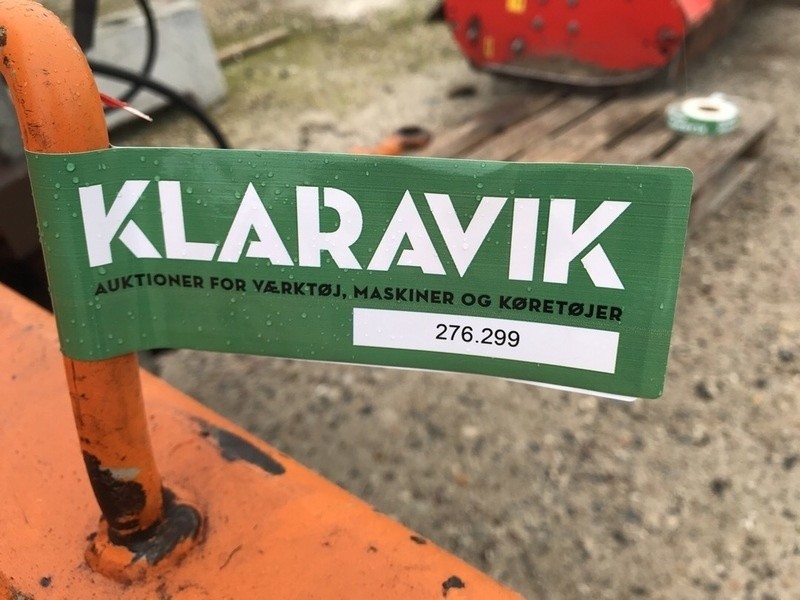 KLARAVIK
AUKTIONER FOR VÆRKTØJ, MASKINER OG KØRETØJER
276.299